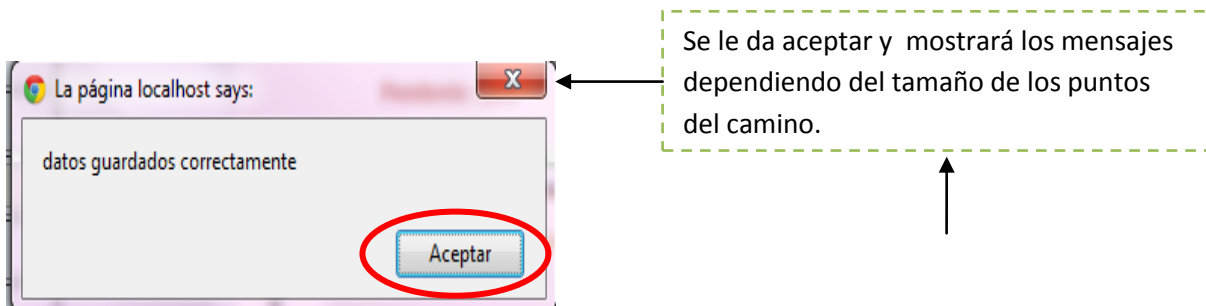 Se le da aceptar y mostrará los mensajes
dependiendo del tamaño de los puntos
del camino.
La página localhost says:
datos guardados correctamente
Aceptar